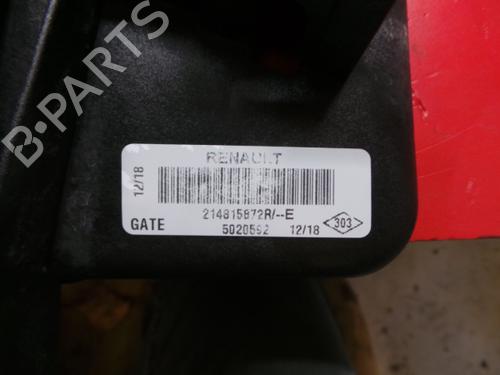 B-PARTS
RENAULT
12/18
214815872R/--E
GATE
5020592 12/18
303